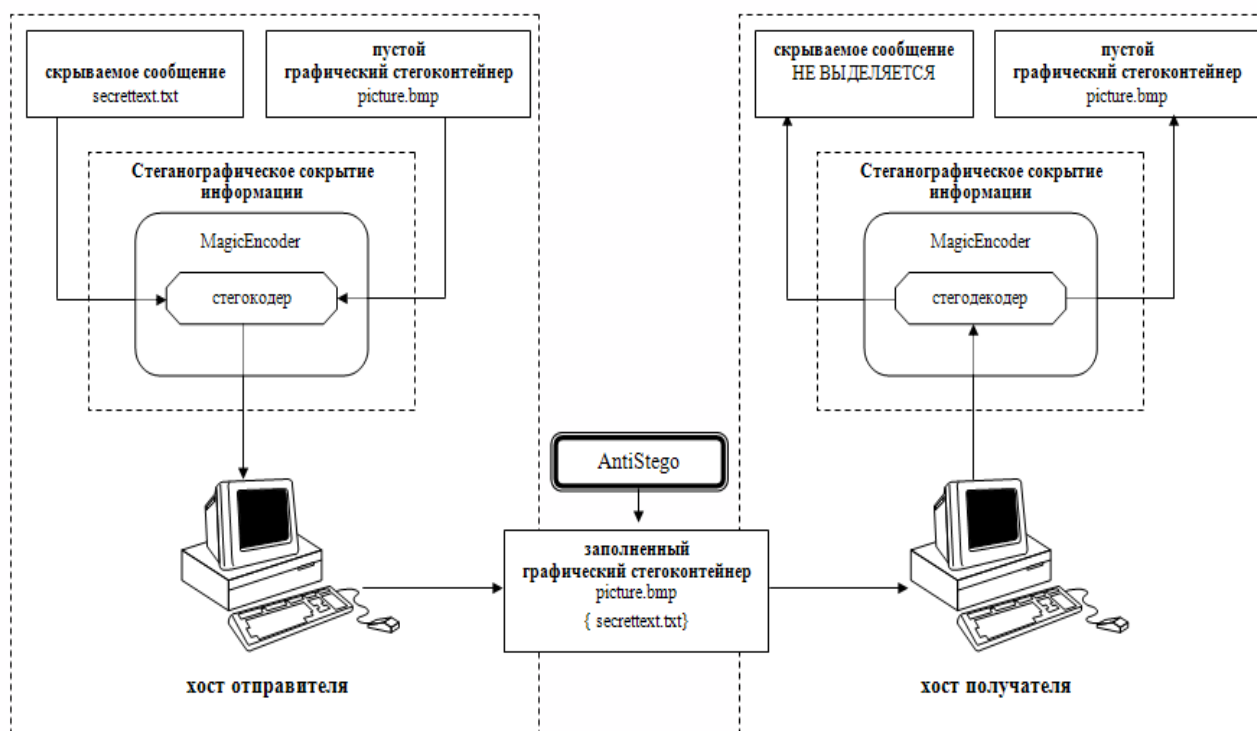 скрываемое сообщение
secrettext.txt
пустой
графический стегоконтейнер
picture.bmp
Стеганографическое сокрытие
информации
MagicEncoder
стегокодер
хост отправителя
AntiStego
заполненный
графический стегоконтейнер
picture.bmp
{ secrettext.txt}
скрываемое сообщение
НЕ ВЫДЕЛЯЕТСЯ
пустой
графический стегоконтейнер
picture.bmp
Стеганографическое сокрытие
информации
MagicEncoder
стегодекодер
хост получателя